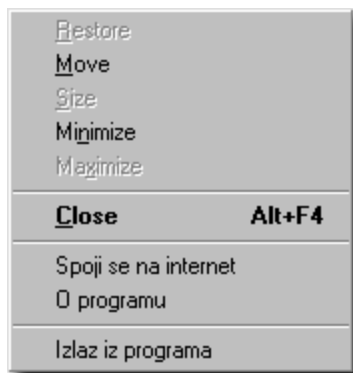 Restore
Move
Size
Minimize
Maximize
Close Alt+F4
Spoji se na internet
O programu
Izlaz iz programa